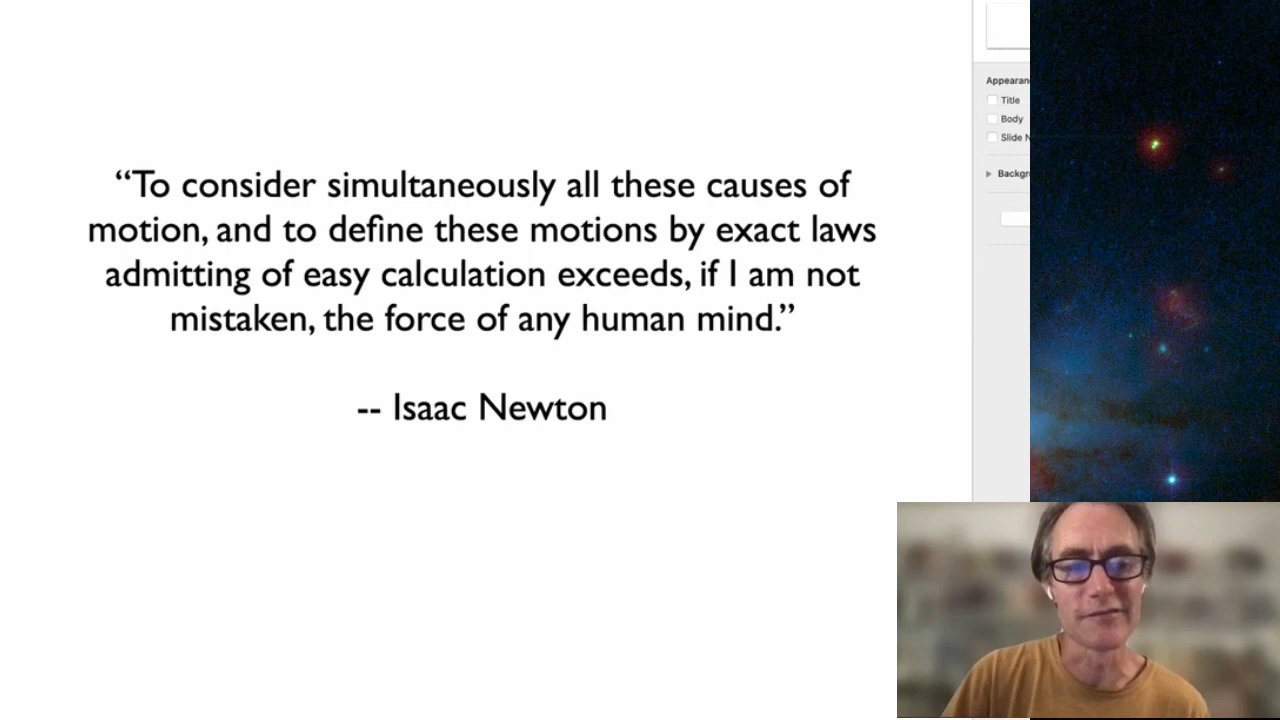 “To consider simultaneously all these causes of
motion, and to define these motions by exact laws
admitting of easy calculation exceeds, if I am not
mistaken, the force of any human mind.”
-- Isaac Newton
Title
Body
Slide